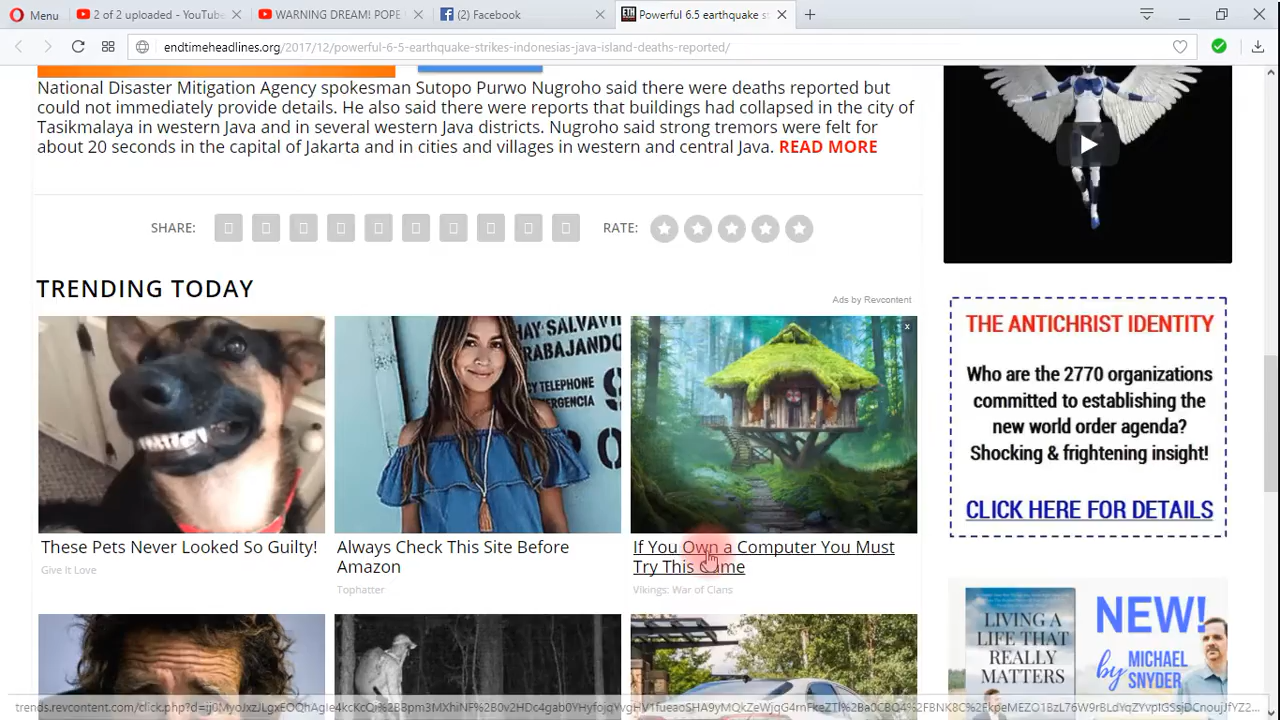 Menu
2 of 2 uploaded - YouTube
WARNING DREAM! POPE
(2) Facebook
Powerful 6.5 earthquake st
endtimeheadlines.org/2017/12/powerful-6-5-earthquake-strikes-indonesias-java-island-deaths-reported/
National Disaster Mitigation Agency spokesman Sutopo Purwo Nugroho said there were deaths reported but
could not immediately provide details. He also said there were reports that buildings had collapsed in the city of
Tasikmalaya in western Java and in several western Java districts. Nugroho said strong tremors were felt for
about 20 seconds in the capital of Jakarta and in cities and villages in western and central Java. READ MORE
SHARE:
RATE:
TRENDING TODAY
Ads by Revcontent
HAY SALVAVI
RABAJANDO
TY TELEPHONE
ERGENCIA
These Pets Never Looked So Guilty!
Give It Love
Always Check This Site Before
Amazon
Tophatter
If You Own a Computer You Must
Try This Game
Vikings: War of Clans
THE ANTICHRIST IDENTITY
Who are the 2770 organizations
committed to establishing the
new world order agenda?
Shocking & frightening insight!
CLICK HERE FOR DETAILS
LIVING A
LIFE THAT
REALLY
MATTERS
NEW!
by MICHAEL
SNYDER